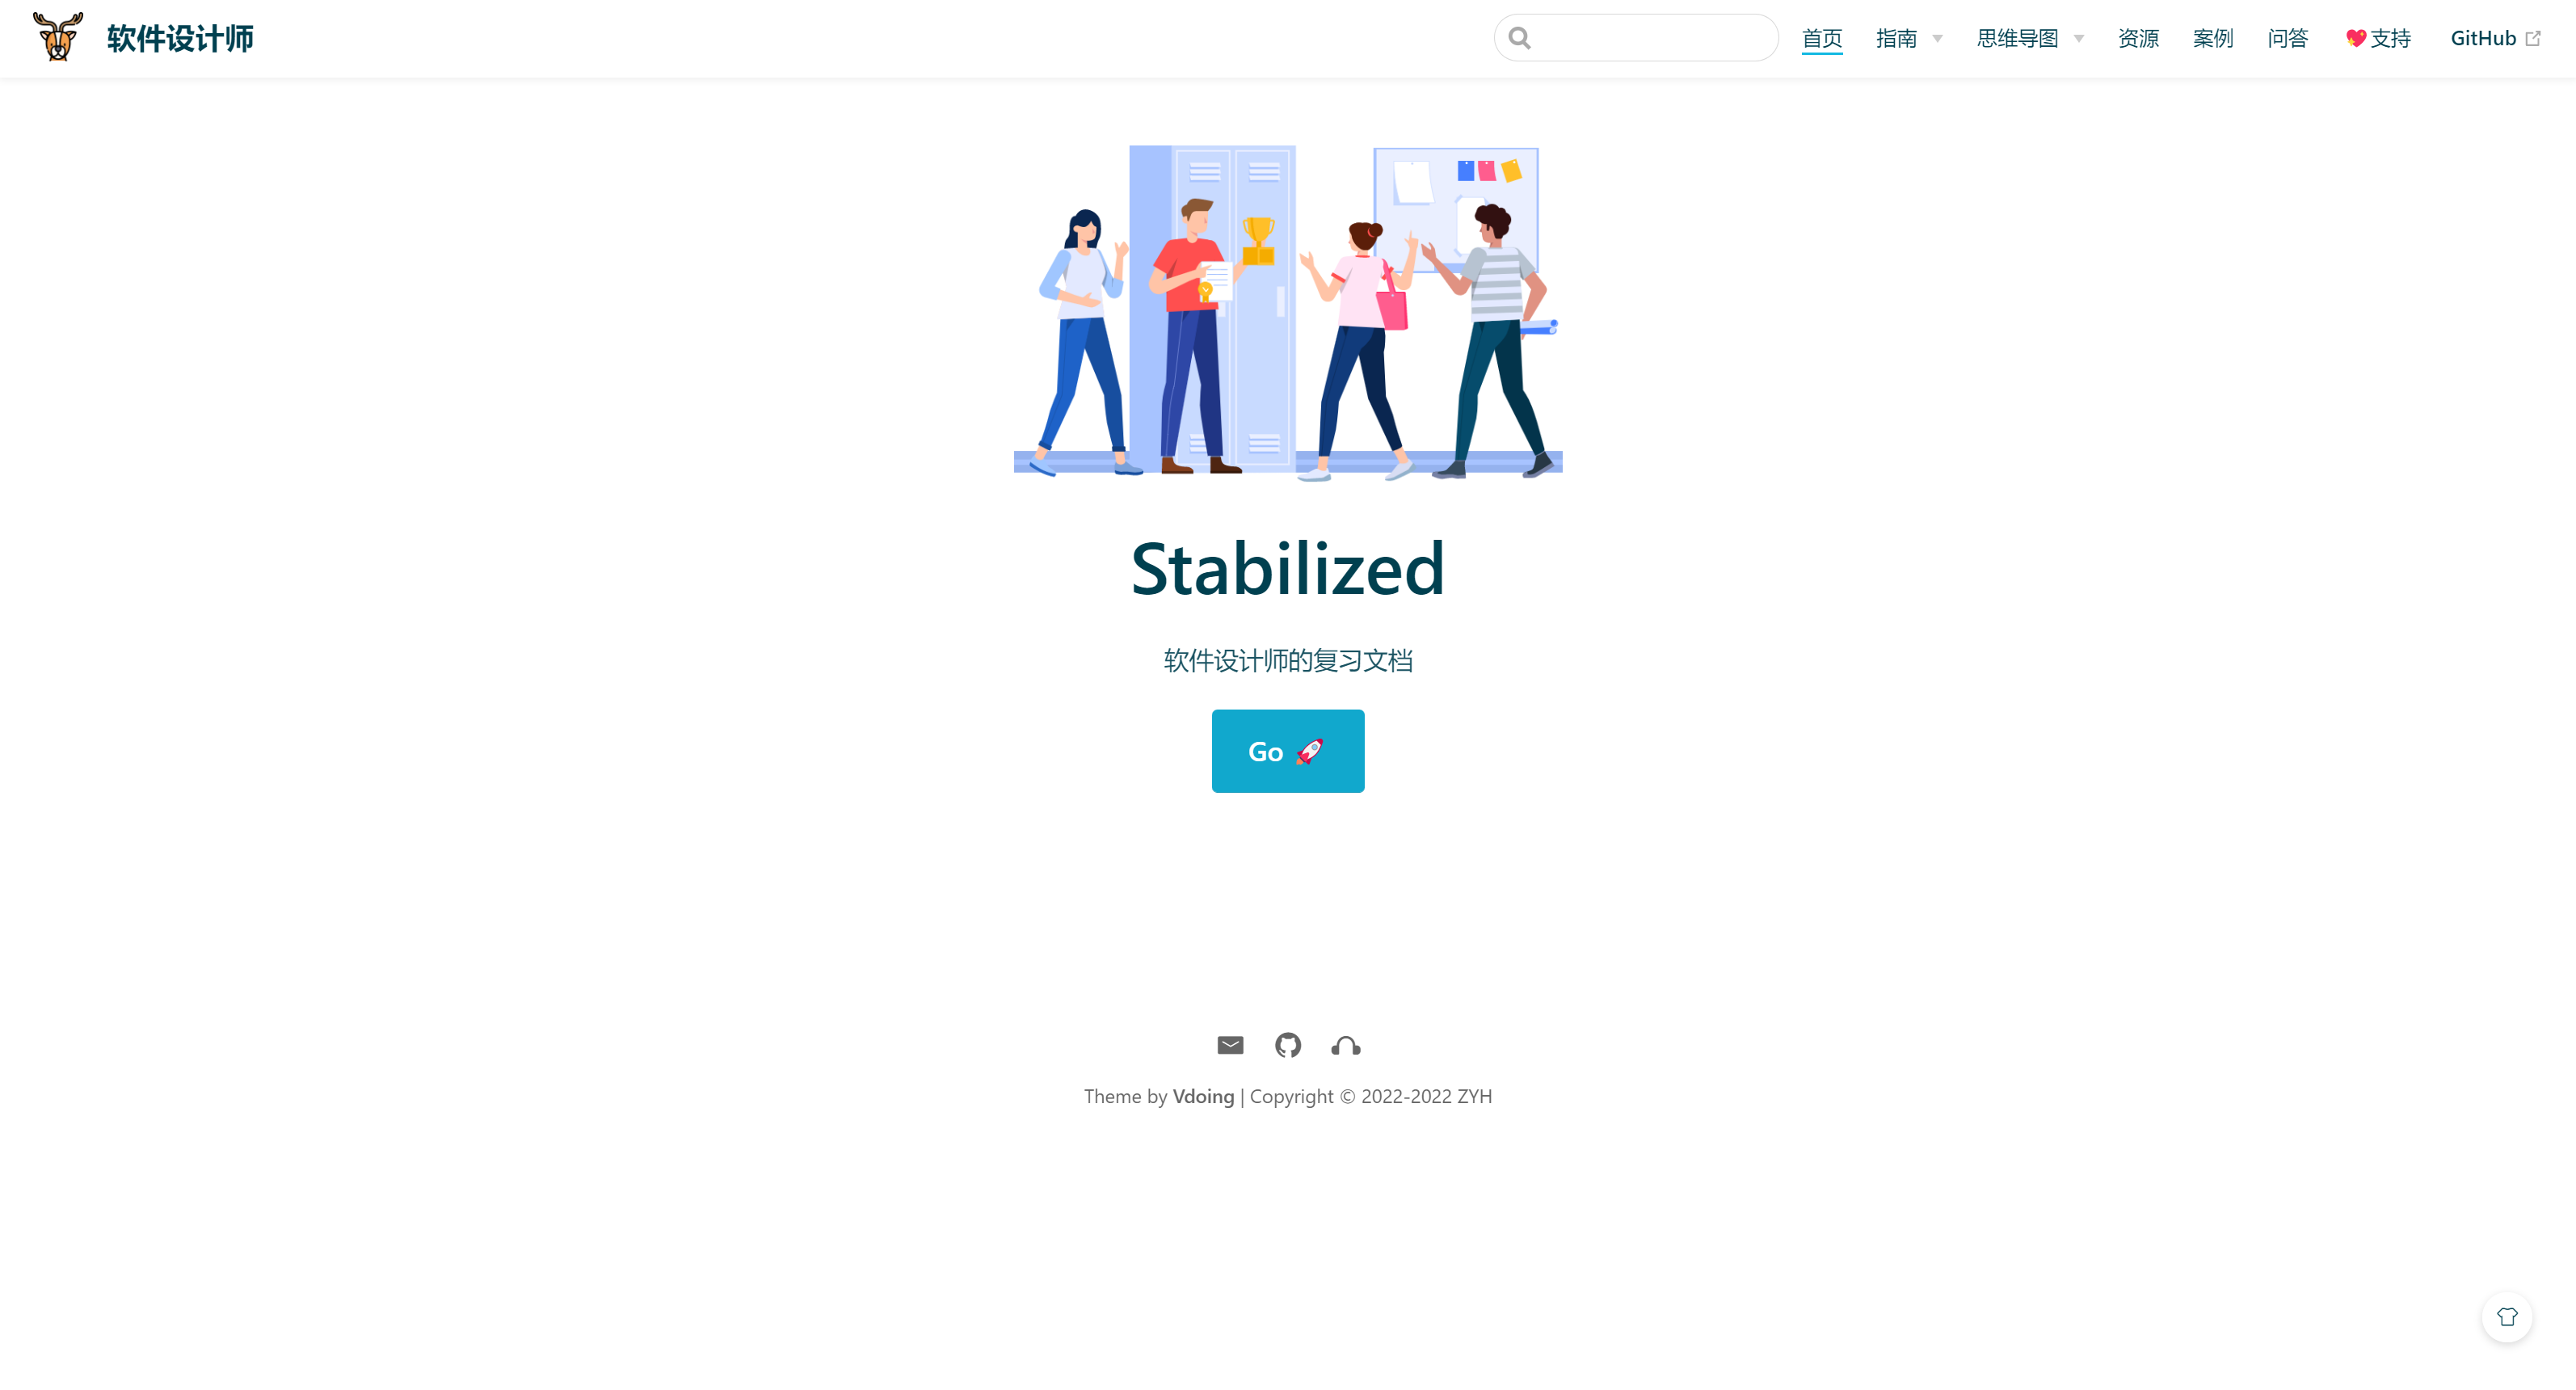 软件设计师
首页 指南 思维导图 资源 案例 问答 💖支持 GitHub
Stabilized
软件设计师的复习文档
Go 🚀
Theme by Vdoing | Copyright © 2022-2022 ZYH